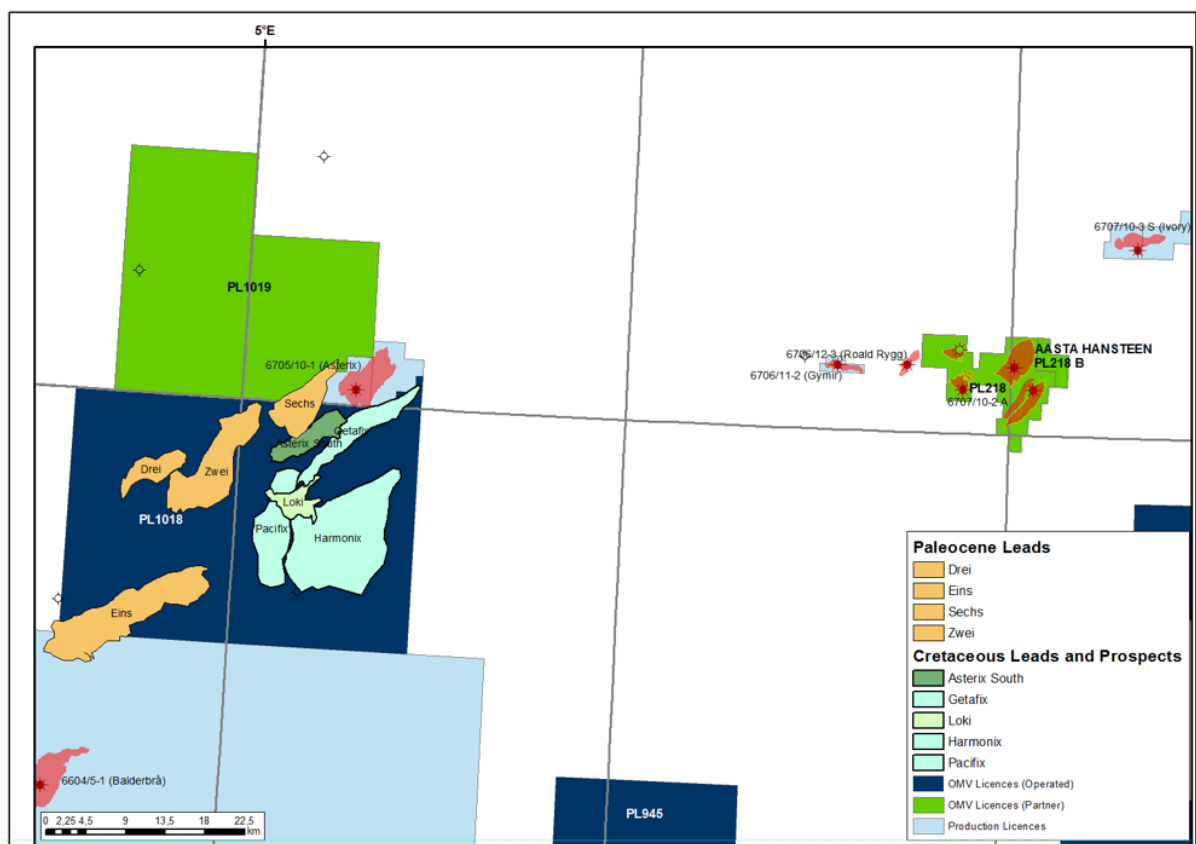 5°E
PL1019
6707/10-3 S (Ivory)
6705/10-1 (Asterix)
6706/12-3 (Roald Rygg)
6706/11-2 (Gymir)
AASTA HANSTEEN
PL218 B
PL218
6707/10-2 A
Sechs
Getafix
Asterix South
Drei
Zwei
Loki
PL1018
Pacifix
Harmonix
Eins
6604/5-1 (Balderbrå)
PL945
0 2,25 4,5 9 13,5 18 22,5
km
Paleocene Leads
Drei
Eins
Sechs
Zwei
Cretaceous Leads and Prospects
Asterix South
Getafix
Loki
Harmonix
Pacifix
OMV Licences (Operated)
OMV Licences (Partner)
Production Licences